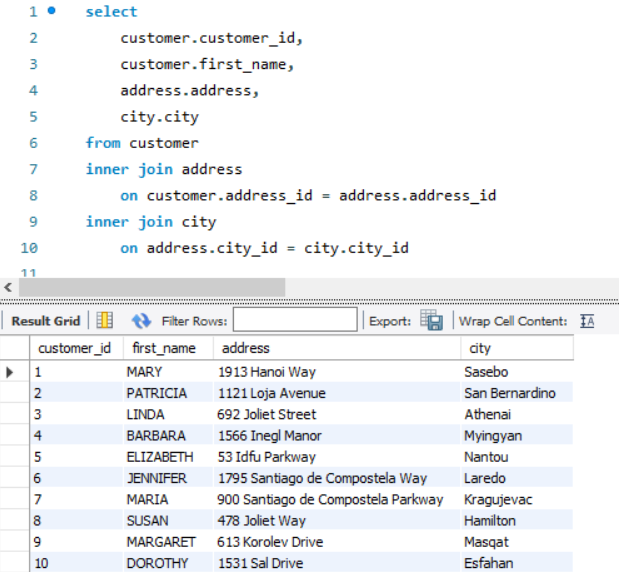 1 select
2 customer.customer_id,
3 customer.first_name,
4 address.address,
5 city.city
6 from customer
7 inner join address
8 on customer.address_id = address.address_id
9 inner join city
10 on address.city_id = city.city_id
11
Result Grid Filter Rows: Export: Wrap Cell Content:
customer_id first_name address city
1 MARY 1913 Hanoi Way Sasebo
2 PATRICIA 1121 Loja Avenue San Bernardino
3 LINDA 692 Joliet Street Athenai
4 BARBARA 1566 Inegl Manor Myingyan
5 ELIZABETH 53 Idfu Parkway Nantou
6 JENNIFER 1795 Santiago de Compostela Way Laredo
7 MARIA 900 Santiago de Compostela Parkway Kragujevac
8 SUSAN 478 Joliet Way Hamilton
9 MARGARET 613 Korolev Drive Masqat
10 DOROTHY 1531 Sal Drive Esfahan